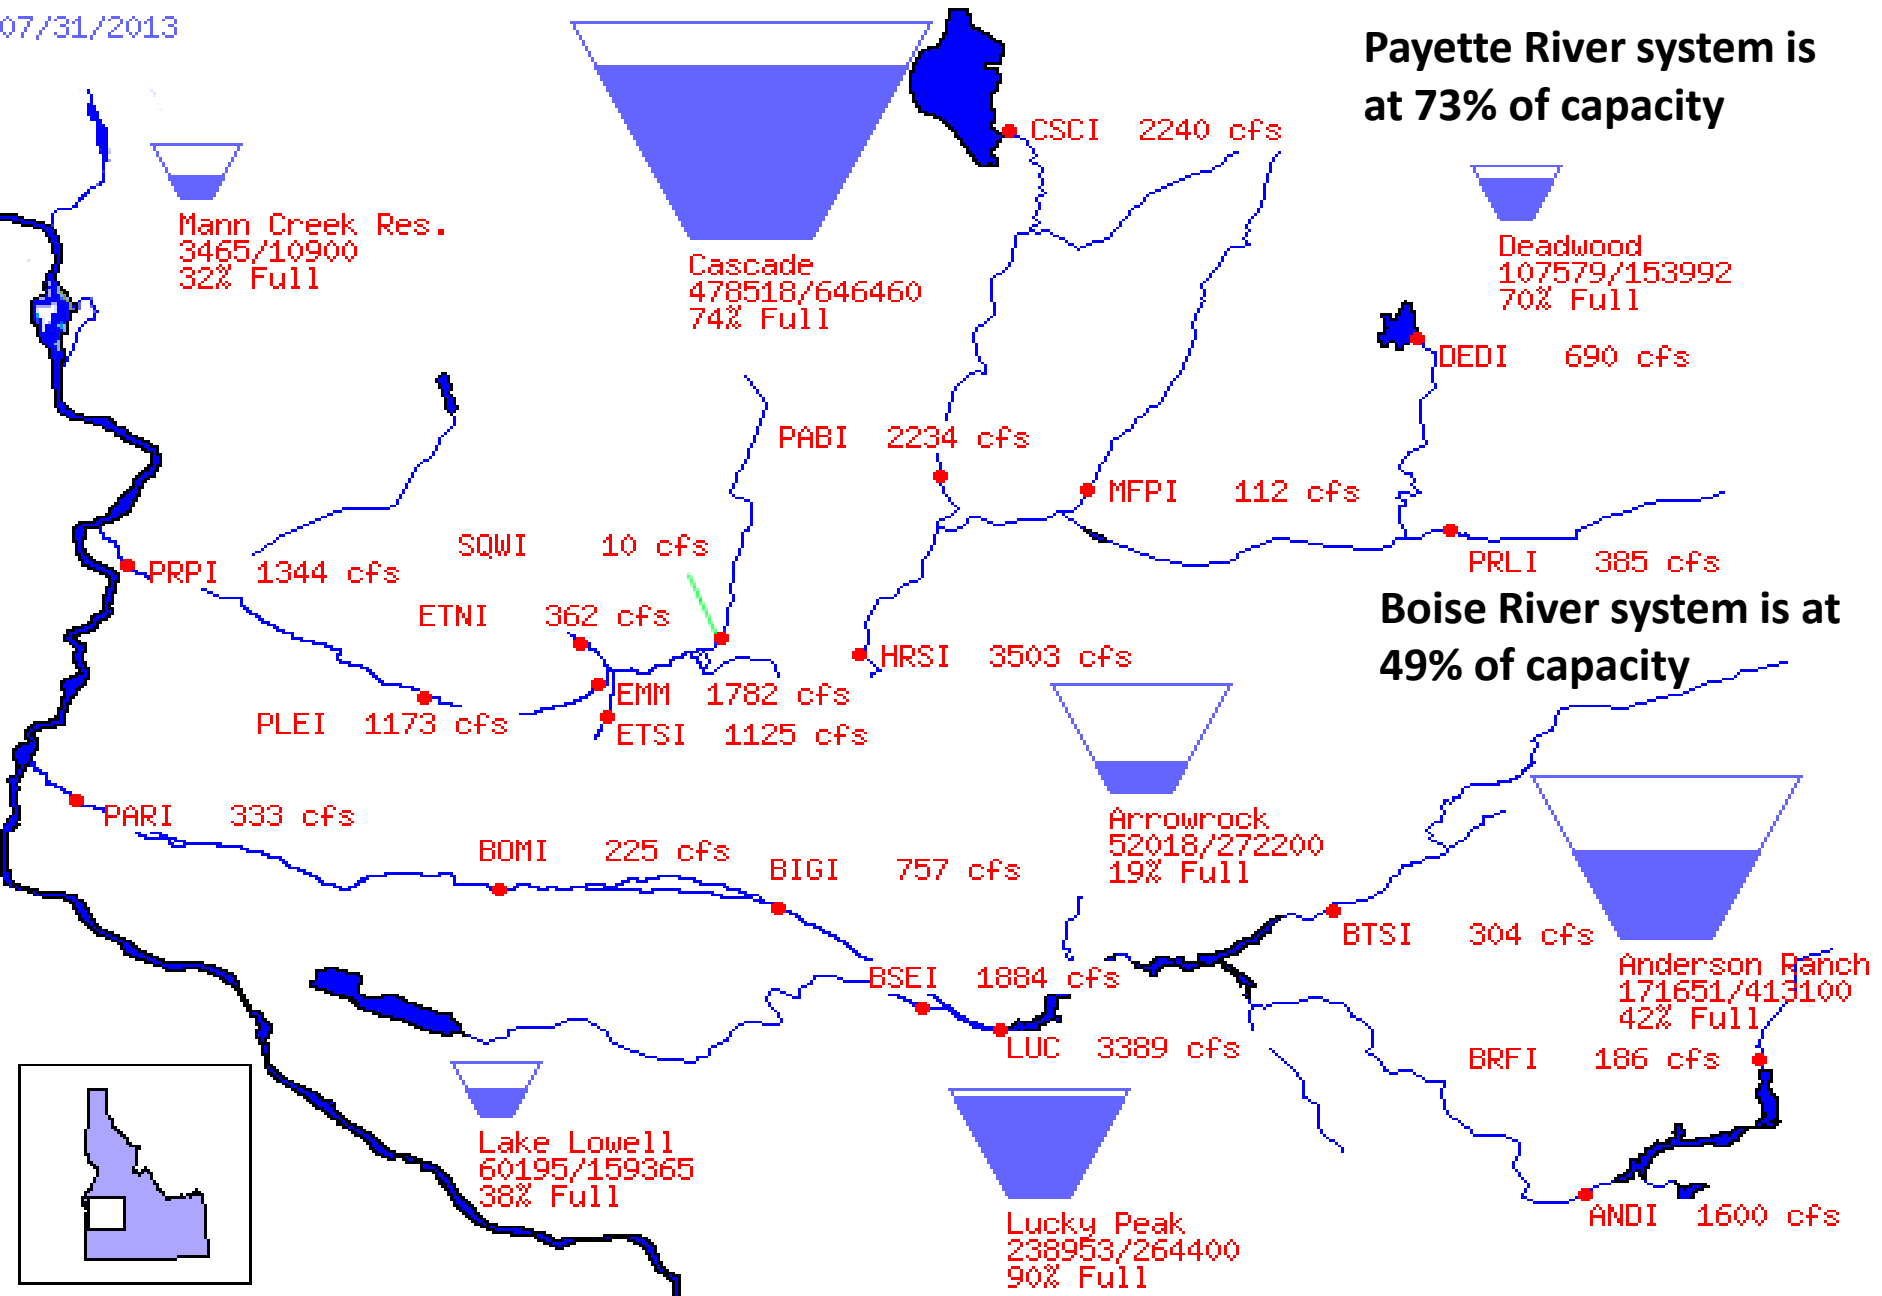 07/31/2013
Payette River system is
at 73% of capacity
CSCI 2240 cfs
Mann Creek Res.
3465/10900
32% Full
Cascade
478518/646460
74% Full
Deadwood
107579/153992
70% Full
DEDI 690 cfs
PABI 2234 cfs
MFPI 112 cfs
SQWI 10 cfs
PRLI 385 cfs
PRPI 1344 cfs
ETNI 362 cfs
Boise River system is at
49% of capacity
HRSI 3503 cfs
EMM 1782 cfs
PLEI 1173 cfs
ETSI 1125 cfs
PARI 333 cfs
Arrowrock
52018/272200
19% Full
BOMI 225 cfs
BIGI 757 cfs
BTSI 304 cfs
Anderson Ranch
171651/413100
42% Full
BSEI 1884 cfs
LUC 3389 cfs
BRFI 186 cfs
Lake Lowell
60195/159365
38% Full
Lucky Peak
238953/264400
90% Full
ANDI 1600 cfs